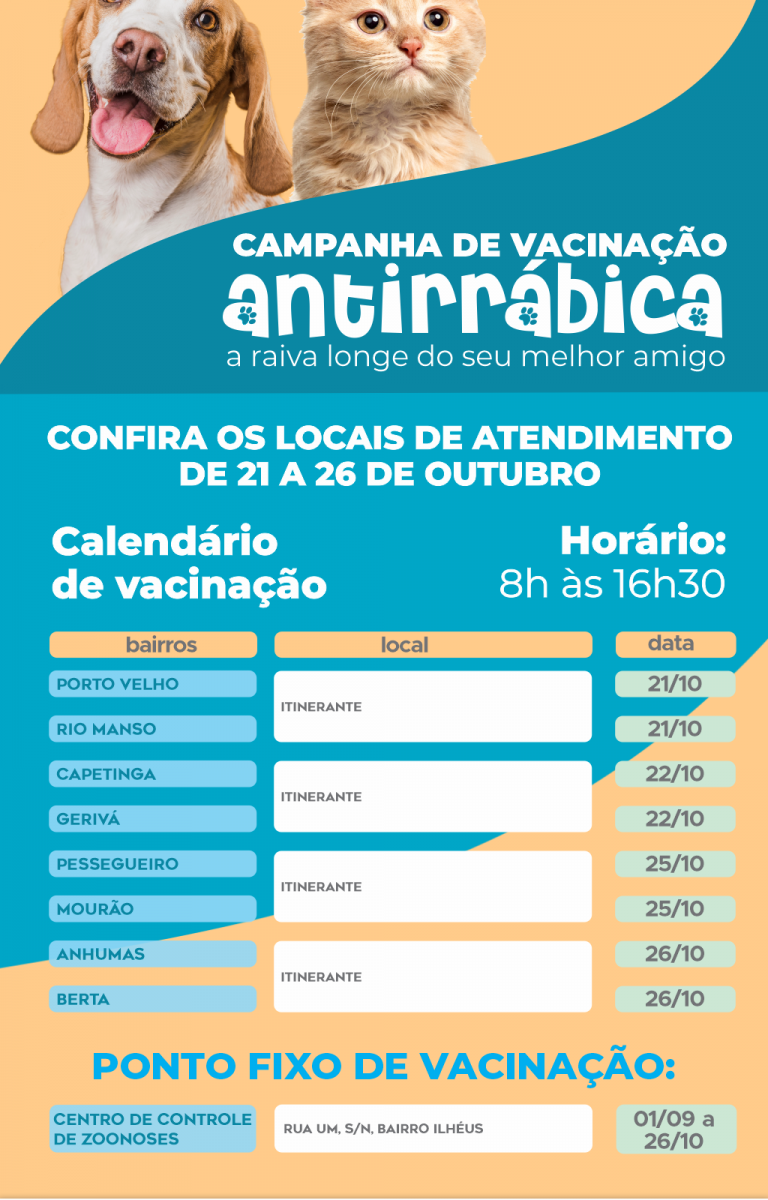 CAMPANHA DE VACINAÇÃO
antirrábica
a raiva longe do seu melhor amigo
CONFIRA OS LOCAIS DE ATENDIMENTO
DE 21 A 26 DE OUTUBRO
Calendário
de vacinação
Horário:
8h às 16h30
bairros local data
PORTO VELHO 21/10
ITINERANTE
RIO MANSO 21/10
CAPETINGA 22/10
ITINERANTE
GERIVÁ 22/10
PESSEGUEIRO 25/10
ITINERANTE
MOURÃO 25/10
ANHUMAS 26/10
ITINERANTE
BERTA 26/10
PONTO FIXO DE VACINAÇÃO:
CENTRO DE CONTROLE
DE ZOONOSES
RUA UM, S/N, BAIRRO ILHÉUS
01/09 a
26/10